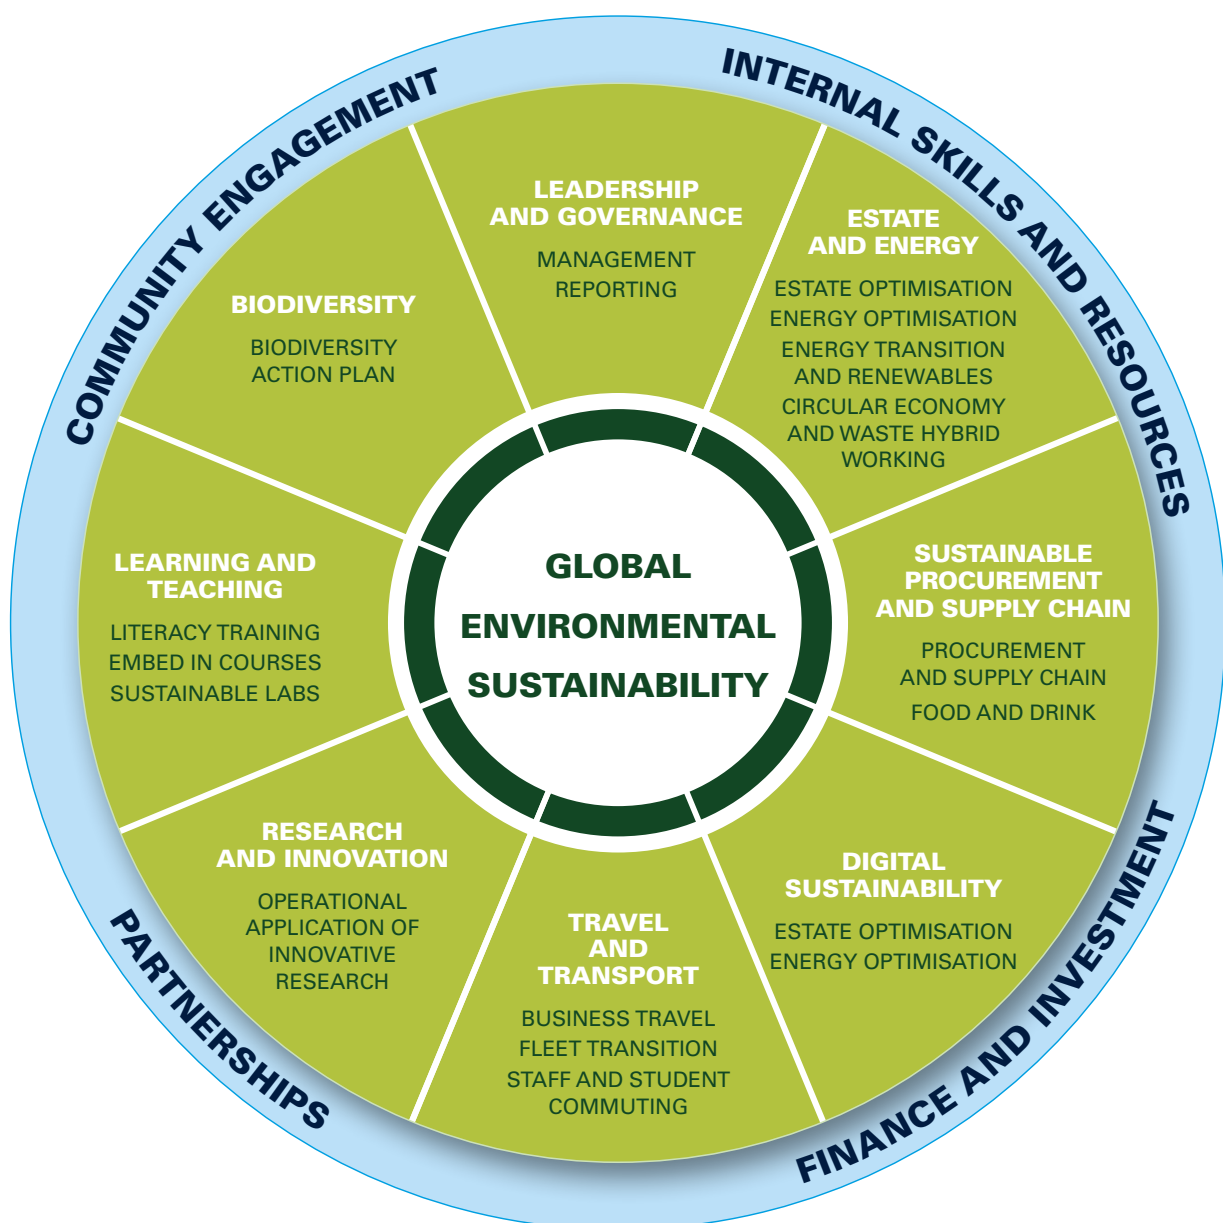 COMMUNITY ENGAGEMENT
INTERNAL SKILLS AND RESOURCES
LEADERSHIP
AND GOVERNANCE
MANAGEMENT
REPORTING
ESTATE
AND ENERGY
ESTATE OPTIMISATION
ENERGY OPTIMISATION
ENERGY TRANSITION
AND RENEWABLES
CIRCULAR ECONOMY
AND WASTE HYBRID
WORKING
BIODIVERSITY
BIODIVERSITY
ACTION PLAN
LEARNING AND
TEACHING
LITERACY TRAINING
EMBED IN COURSES
SUSTAINABLE LABS
GLOBAL
ENVIRONMENTAL
SUSTAINABILITY
SUSTAINABLE
PROCUREMENT
AND SUPPLY CHAIN
PROCUREMENT
AND SUPPLY CHAIN
FOOD AND DRINK
RESEARCH
AND INNOVATION
OPERATIONAL
APPLICATION OF
INNOVATIVE
RESEARCH
TRAVEL
AND
TRANSPORT
BUSINESS TRAVEL
FLEET TRANSITION
STAFF AND STUDENT
COMMUTING
DIGITAL
SUSTAINABILITY
ESTATE OPTIMISATION
ENERGY OPTIMISATION
PARTNERSHIPS
FINANCE AND INVESTMENT